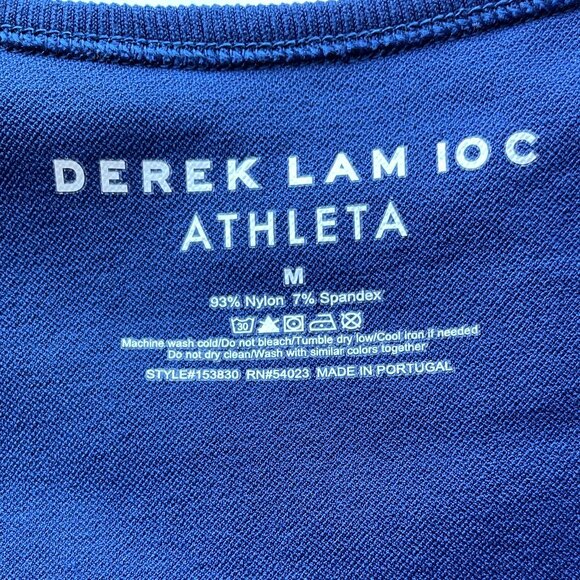 DEREK LAM 10 C
ATHLETA
M
93% Nylon 7% Spandex
30
Machine wash cold/Do not bleach/Tumble dry low/Cool iron if needed
Do not dry clean/Wash with similar colors together/
STYLE#153830 RN#54023 MADE IN PORTUGAL